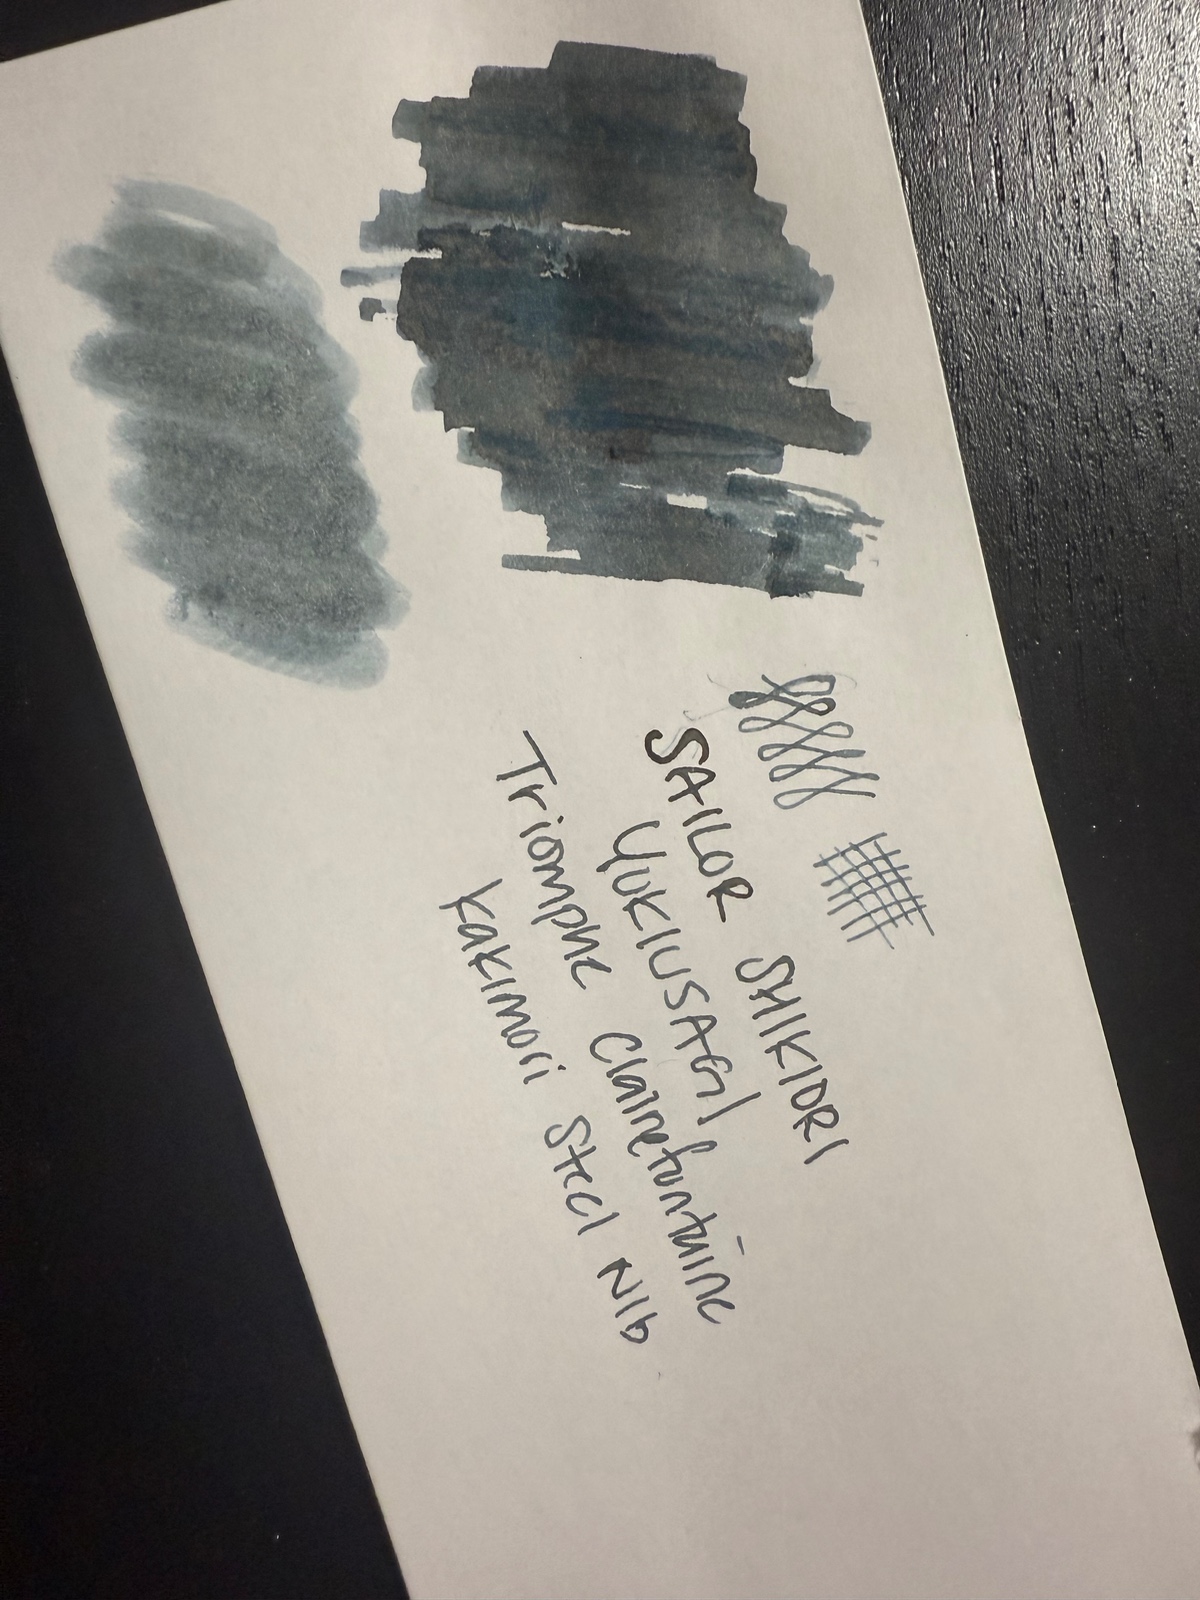 SAILOR SHIKIORI
YUKIUSAGI
Triomphe Clairefontaine
Kakimori Steel Nib